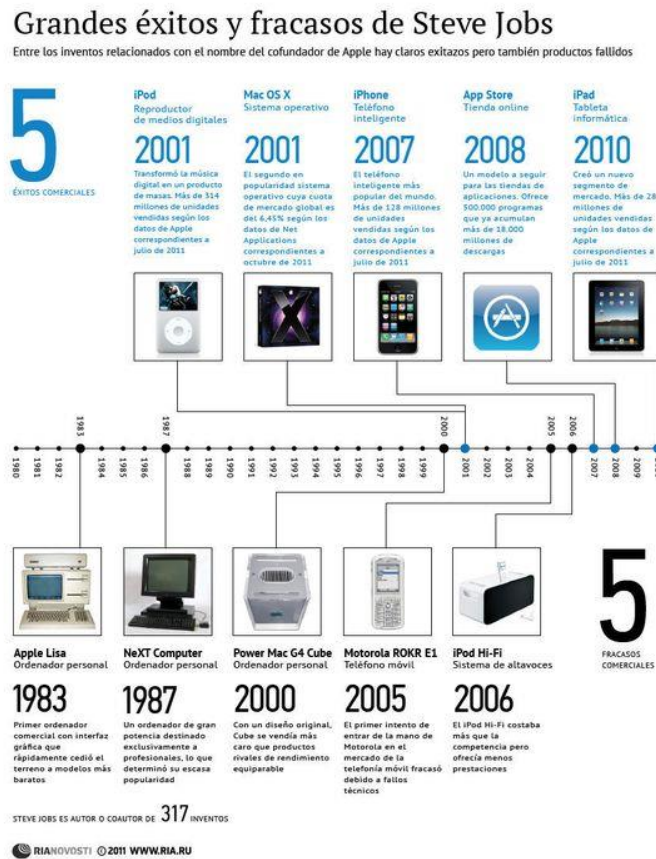 Grandes éxitos y fracasos de Steve Jobs
Entre los inventos relacionados con el nombre del cofundador de Apple hay claros exitazos pero también productos fallidos
5
ÉXITOS COMERCIALES
iPod
Reproductor
de medios digitales
2001
Transformó la música
digital en un producto
de masas. Más de 314
millones de unidades
vendidas según los
datos de Apple
correspondientes a
julio de 2011
Mac OS X
Sistema operativo
2001
El segundo en
popularidad sistema
operativo cuya cuota
de mercado global es
del 6,45% según los
datos de Net
Applications
correspondientes a
octubre de 2011
iPhone
Teléfono
inteligente
2007
El teléfono
inteligente más
popular del mundo.
Más de 128 millones
de unidades
vendidas según los
datos de Apple
correspondientes a
julio de 2011
App Store
Tienda online
2008
Un modelo a seguir
para las tiendas de
aplicaciones. Ofrece
500.000 programas
que ya acumulan
más de 18.000
millones de
descargas
iPad
Tableta
informática
2010
Creó un nuevo
segmento de
mercado. Más de 28
millones de
unidades vendidas
según los datos de
Apple
correspondientes a
julio de 2011
X
1980
1981
1982
1983
1984
1985
1986
1987
1988
1989
1990
1991
1992
1993
1994
1995
1996
1997
1998
1999
2000
2001
2002
2003
2004
2005
2006
2007
2008
2009
Apple Lisa
Ordenador personal
1983
Primer ordenador
comercial con interfaz
gráfica que
rápidamente cedió el
terreno a modelos más
baratos
NeXT Computer
Ordenador personal
1987
Un ordenador de gran
potencia destinado
exclusivamente a
profesionales, lo que
determinó su escasa
popularidad
Power Mac G4 Cube
Ordenador personal
2000
Con un diseño original,
Cube se vendía más
caro que productos
rivales de rendimiento
equiparable
Motorola ROKR E1
Teléfono móvil
2005
El primer intento de
entrar de la mano de
Motorola en el
mercado de la
telefonía móvil fracasó
debido a fallos
técnicos
iPod Hi-Fi
Sistema de altavoces
2006
El iPod Hi-Fi costaba
más que la
competencia pero
ofrecía menos
prestaciones
5
FRACASOS
COMERCIALES
STEVE JOBS ES AUTOR O COAUTOR DE 317 INVENTOS
RIANOVOSTI © 2011 WWW.RIA.RU